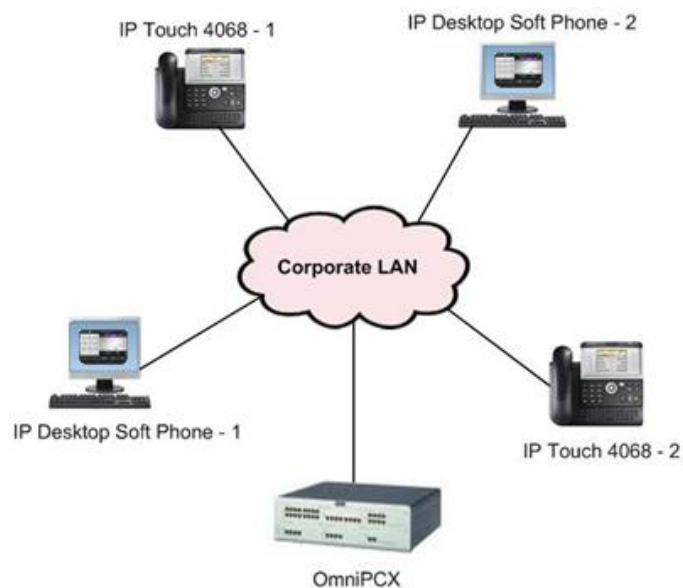 IP Touch 4068 - 1
IP Desktop Soft Phone - 2
Corporate LAN
IP Desktop Soft Phone - 1
IP Touch 4068 - 2
OmniPCX